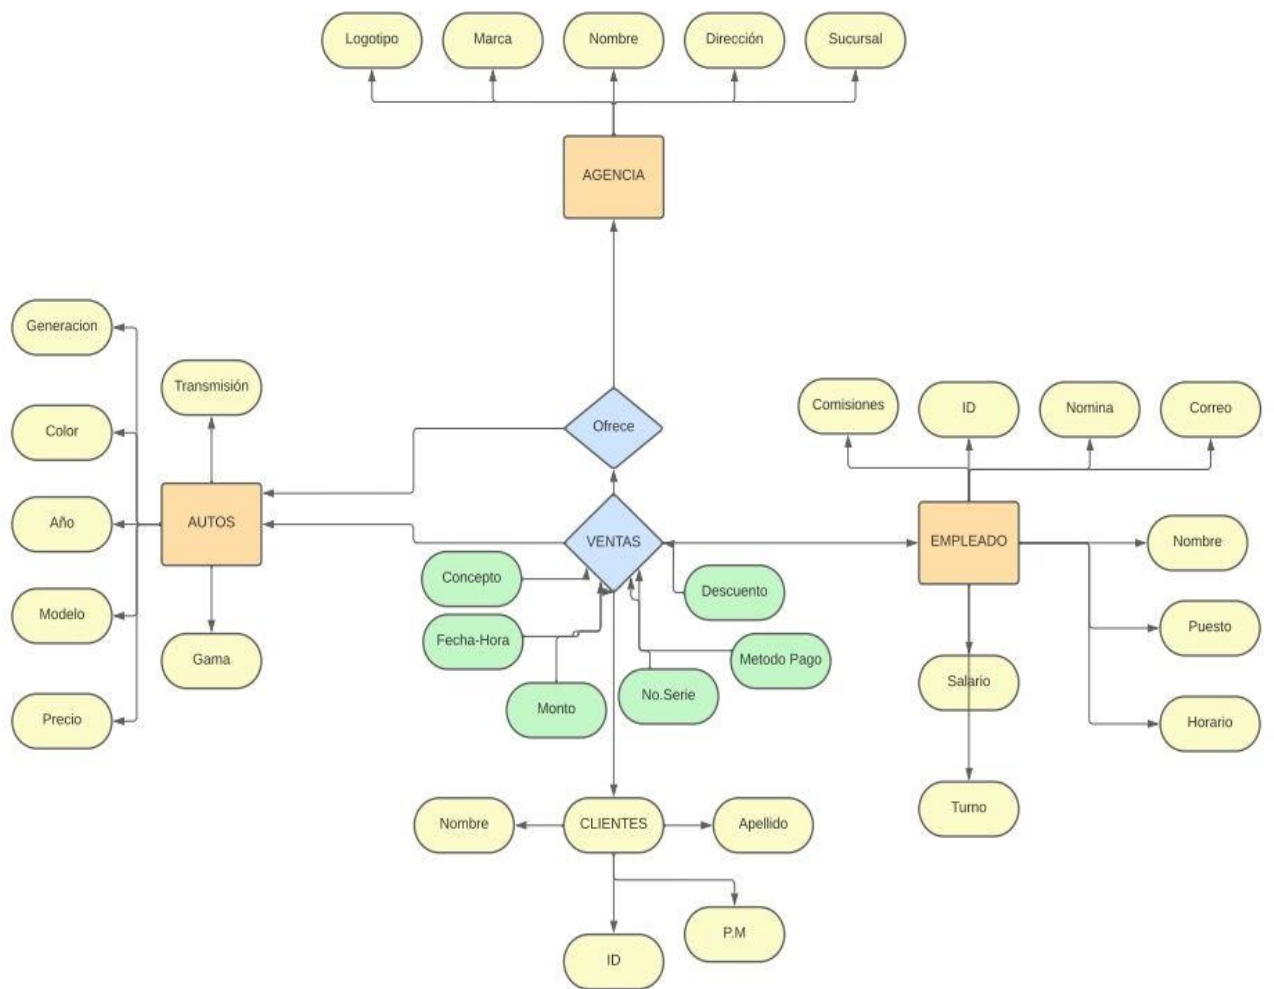 Logotipo
Marca
Nombre
Dirección
Sucursal
AGENCIA
Generacion
Transmisión
Color
Año
AUTOS
Modelo
Gama
Precio
Ofrece
VENTAS
Concepto
Descuento
Fecha-Hora
Metodo Pago
No.Serie
Monto
Comisiones
ID
Nomina
Correo
EMPLEADO
Nombre
Puesto
Salario
Horario
Turno
Nombre
CLIENTES
Apellido
P.M
ID